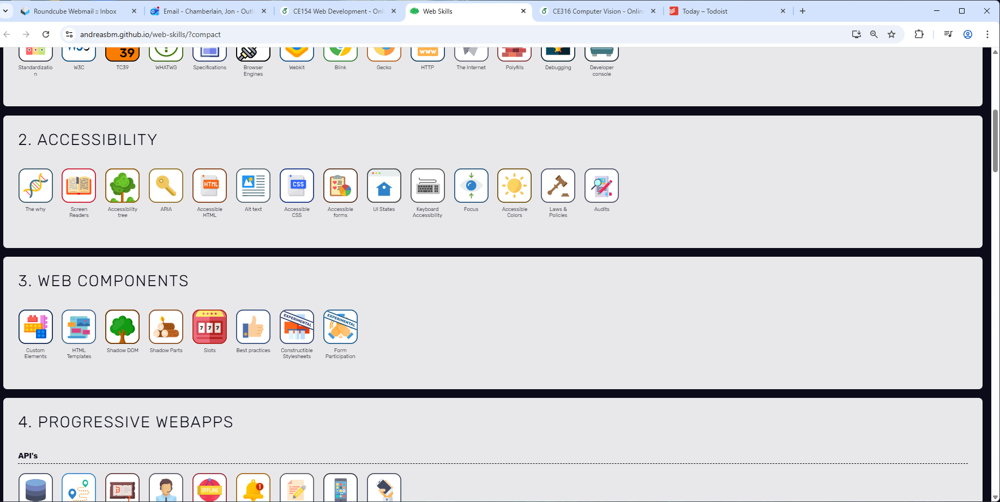 Roundcube Webmail :: Inbox
Email - Chamberlain, Jon - Outl
CE154 Web Development - Onl
Web Skills
CE316 Computer Vision - Onlin
Today – Todoist
andreasbm.github.io/web-skills/?compact
39
WWW
Standardizatio
n
W3C
TC39
WHATWG
Specifications
Browser
Engines
Webkit
Blink
Gecko
HTTP
The Internet
Polyfills
Debugging
Developer
console
2. ACCESSIBILITY
HTML
CSS
The why
Screen
Readers
Accessibility
tree
ARIA
Accessible
HTML
Alt text
Accessible
CSS
Accessible
forms
UI States
Keyboard
Accessibility
Focus
Accessible
Colors
Laws &
Policies
Audits
3. WEB COMPONENTS
7 7 7
EXPERIMENTAL
EXPERIMENTAL
Custom
Elements
HTML
Templates
Shadow DOM
Shadow Parts
Slots
Best practices
Constructible
Stylesheets
Form
Participation
4. PROGRESSIVE WEBAPPS
API's
B
OFFLINE
1